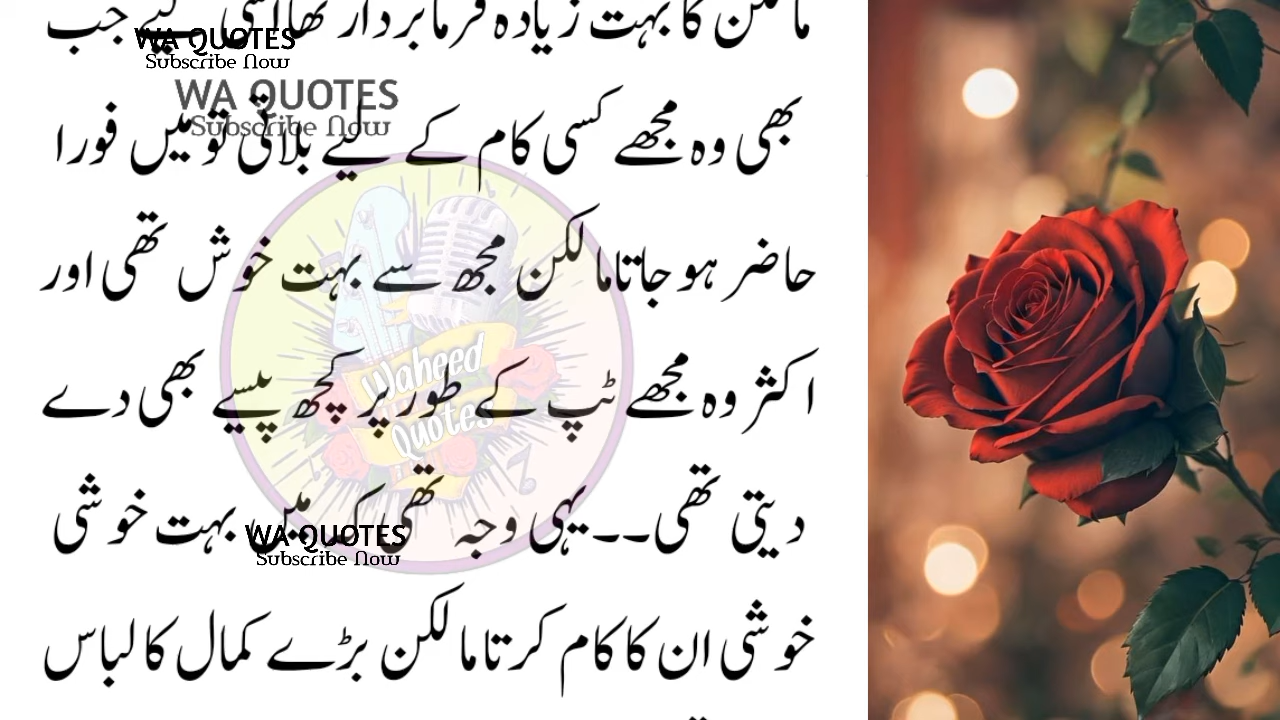 مالکن کا بہت زیادہ فرمابردار تھا اسی لیے جب
WA QUOTES
Subscribe Now
WA QUOTES
Subscribe Now
بھی وہ مجھے کسی کام کے لیے بلاتی تو میں فورا
حاضر ہو جاتا مالکن مجھ سے بہت خوش تھی اور
اکثر وہ مجھے ٹپ کے طور پر کچھ پیسے بھی دے
Waheed
Quotes
دیتی تھی۔۔یہی وجہ تھی کہ میں بہت خوشی
WA QUOTES
Subscribe Now
خوشی ان کا کام کرتا مالکن بڑے کمال کا لباس